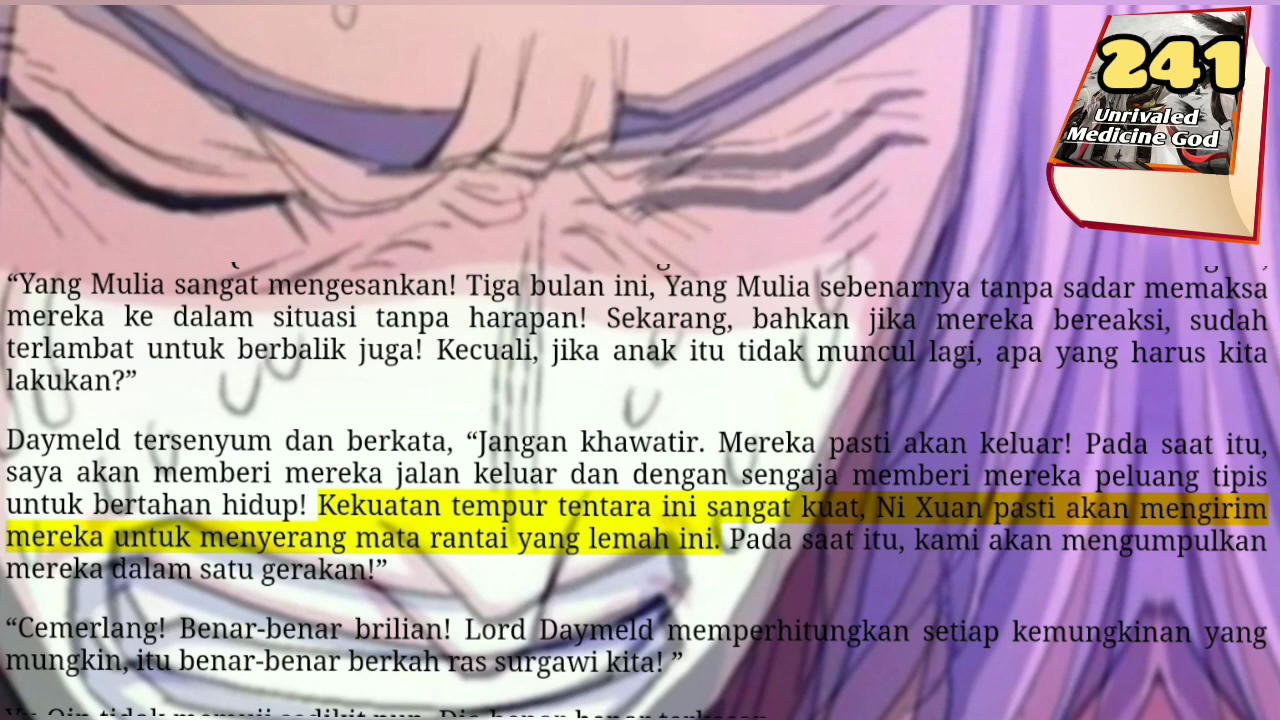 241
Unrivaled
Medicine God
“Yang Mulia sangat mengesankan! Tiga bulan ini, Yang Mulia sebenarnya tanpa sadar memaksa
mereka ke dalam situasi tanpa harapan! Sekarang, bahkan jika mereka bereaksi, sudah
terlambat untuk berbalik juga! Kecuali, jika anak itu tidak muncul lagi, apa yang harus kita
lakukan?”
Daymeld tersenyum dan berkata, “Jangan khawatir. Mereka pasti akan keluar! Pada saat itu,
saya akan memberi mereka jalan keluar dan dengan sengaja memberi mereka peluang tipis
untuk bertahan hidup! Kekuatan tempur tentara ini sangat kuat, Ni Xuan pasti akan mengirim
mereka untuk menyerang mata rantai yang lemah ini. Pada saat itu, kami akan mengumpulkan
mereka dalam satu gerakan!”
“Cemerlang! Benar-benar brilian! Lord Daymeld memperhitungkan setiap kemungkinan yang
mungkin, itu benar-benar berkah ras surgawi kita! ”